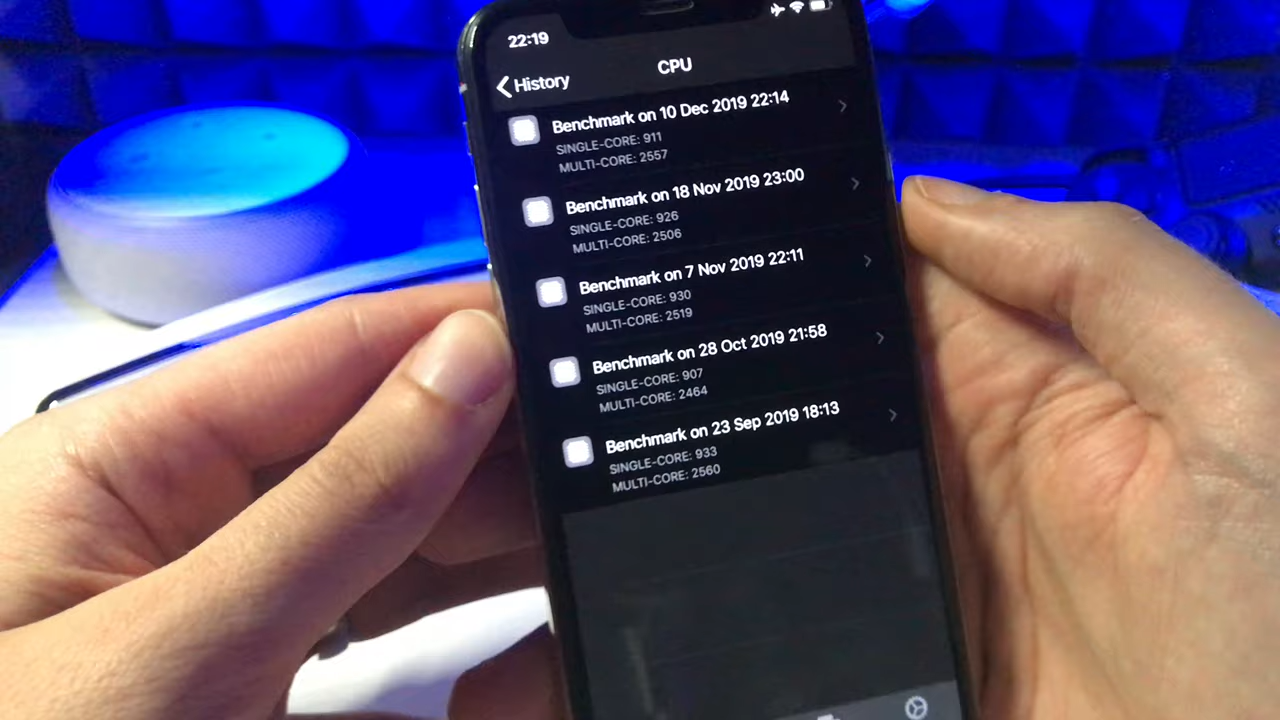 22:19
History
CPU
Benchmark on 10 Dec 2019 22:14
SINGLE-CORE: 911
MULTI-CORE: 2557
Benchmark on 18 Nov 2019 23:00
SINGLE-CORE: 926
MULTI-CORE: 2506
Benchmark on 7 Nov 2019 22:11
SINGLE-CORE: 930
MULTI-CORE: 2519
Benchmark on 28 Oct 2019 21:58
SINGLE-CORE: 907
MULTI-CORE: 2464
Benchmark on 23 Sep 2019 18:13
SINGLE-CORE: 933
MULTI-CORE: 2560